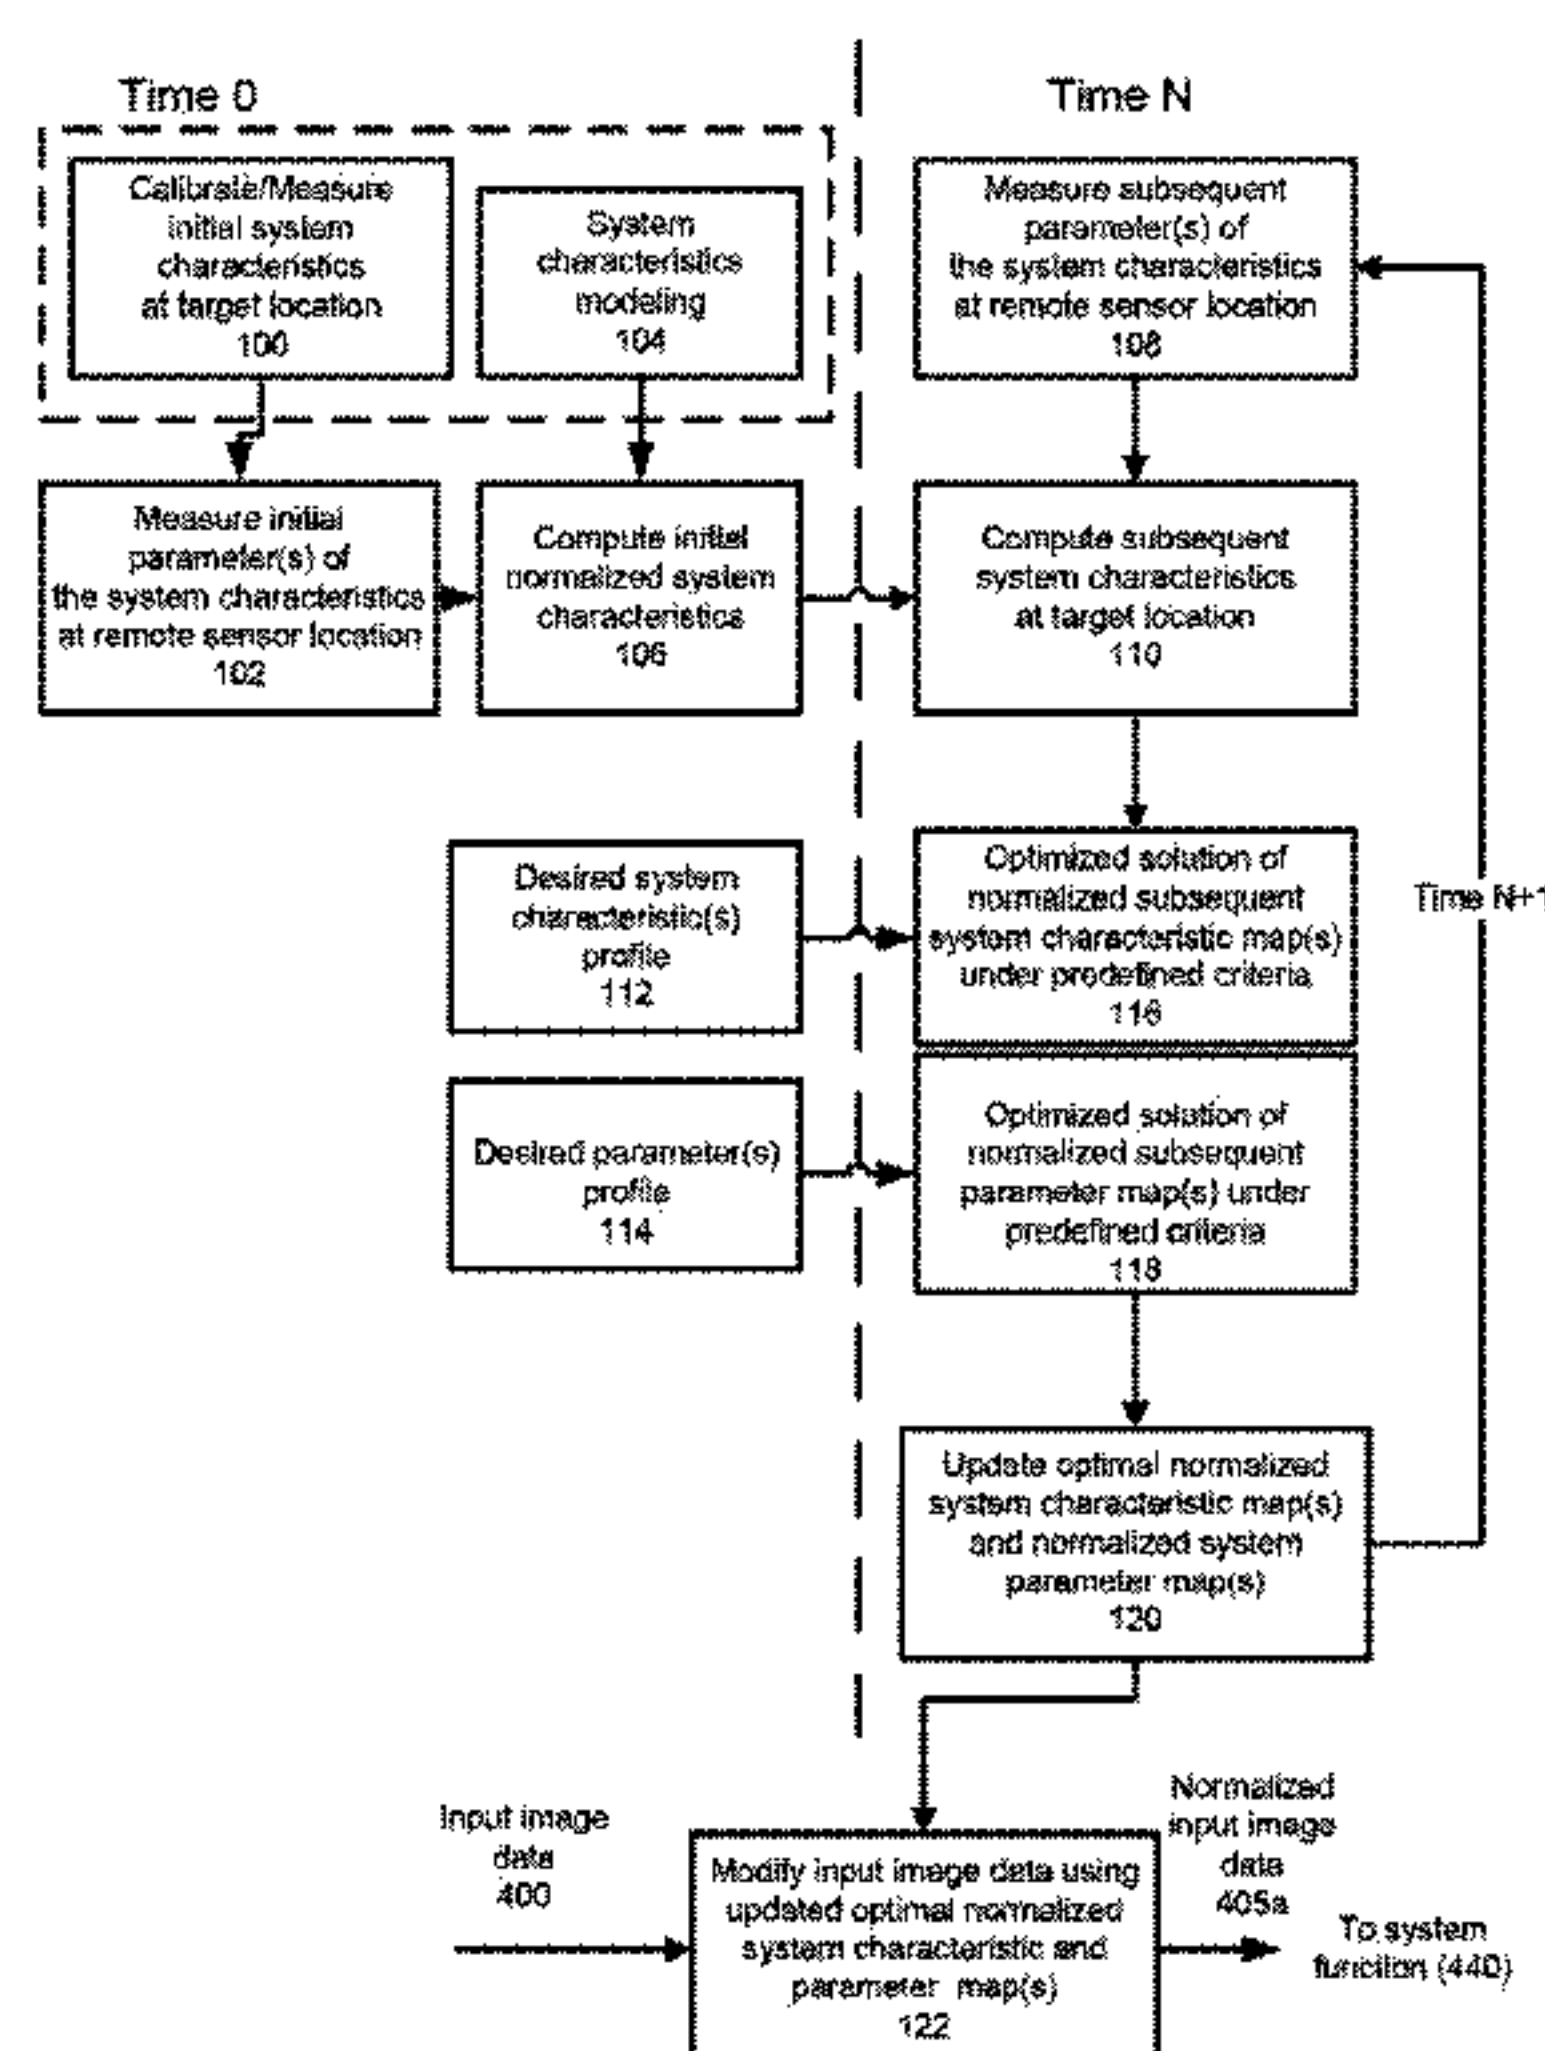 Time 0
Time N
Calibrate/Measure
initial system
characteristics
at target location
100
System
characteristics
modeling
104
Measure subsequent
parameter(s) of
the system characteristics
at remote sensor location
108
Measure initial
parameter(s) of
the system characteristics
at remote sensor location
102
Compute initial
normalized system
characteristics
106
Compute subsequent
system characteristics
at target location
110
Desired system
characteristic(s)
profile
112
Optimized solution of
normalized subsequent
system characteristic map(s)
under predefined criteria
116
Time N+1
Desired parameter(s)
profile
114
Optimized solution of
normalized subsequent
parameter map(s) under
predefined criteria
118
Update optimal normalized
system characteristic map(s)
and normalized system
parameter map(s)
120
Input image
data
400
Modify input image data using
updated optimal normalized
system characteristic and
parameter map(s)
122
Normalized
input image
data
405a
To system
function (440)